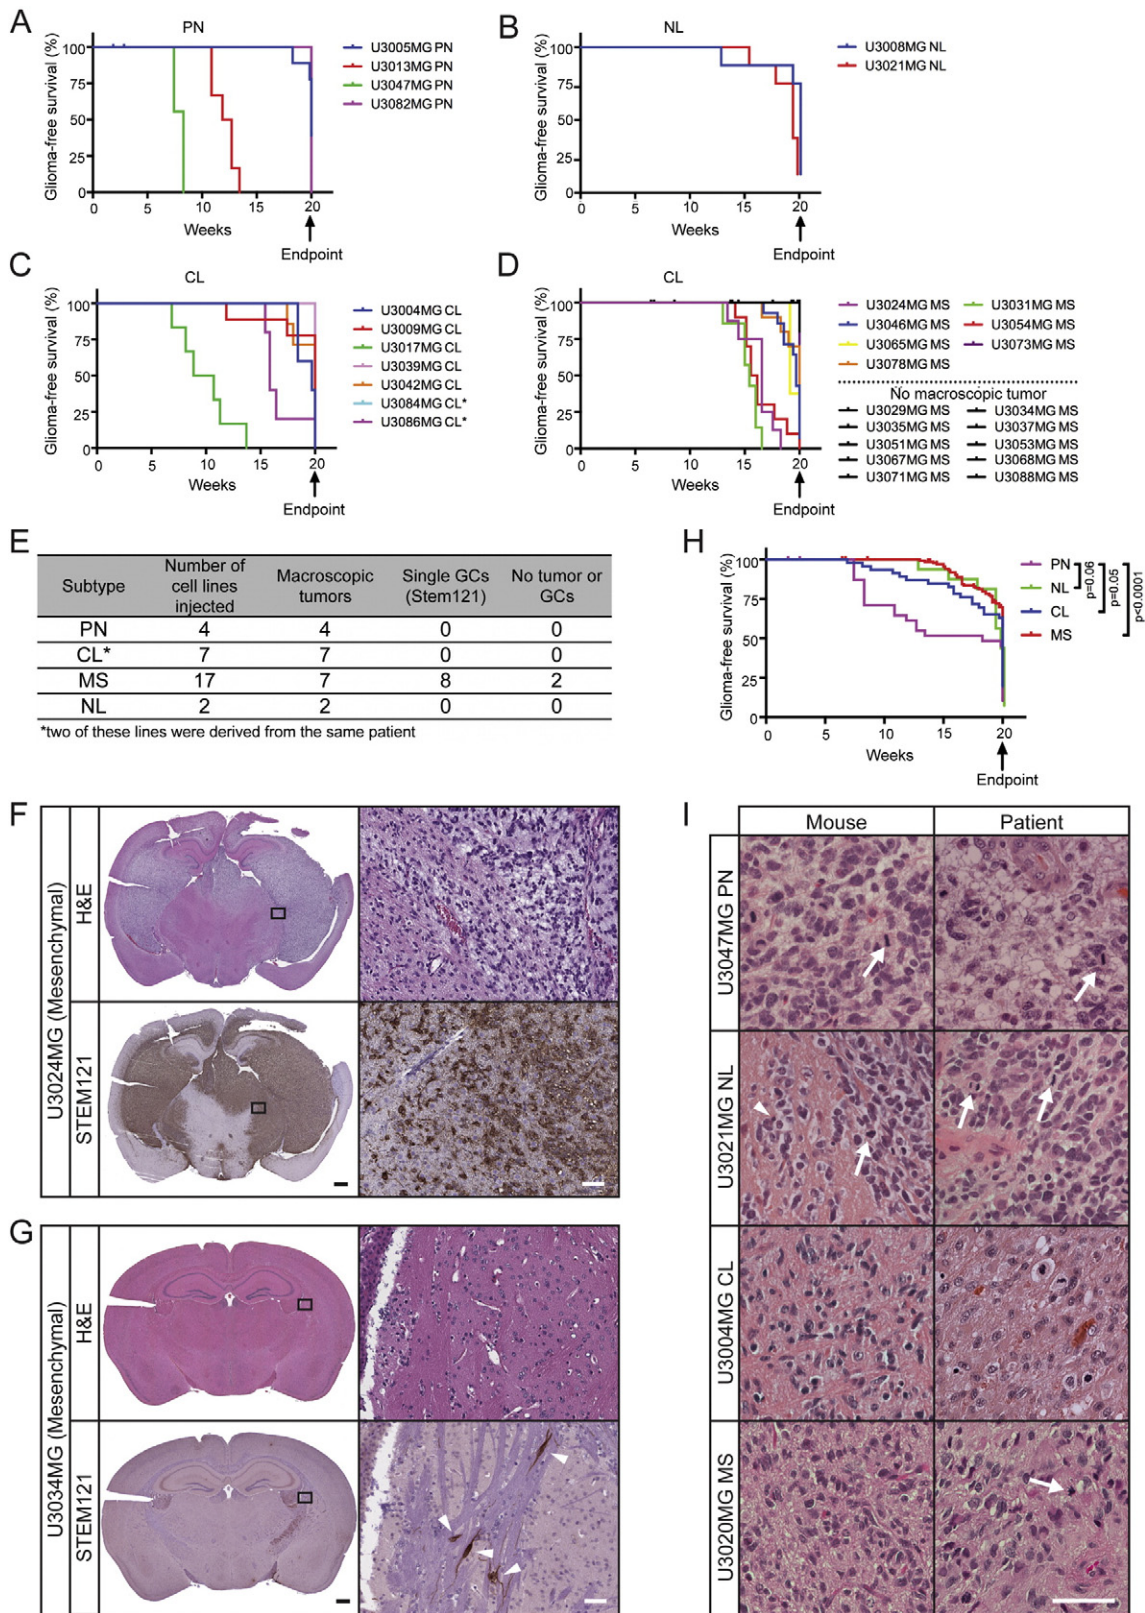 A
PN
Glioma-free survival (%)
100
75
50
25
0
0 5 10 15 20
Weeks
Endpoint
U3005MG PN
U3013MG PN
U3047MG PN
U3082MG PN
B
NL
Glioma-free survival (%)
100
75
50
25
0
0 5 10 15 20
Weeks
Endpoint
U3008MG NL
U3021MG NL
C
CL
Glioma-free survival (%)
100
75
50
25
0
0 5 10 15 20
Weeks
Endpoint
U3004MG CL
U3009MG CL
U3017MG CL
U3039MG CL
U3042MG CL
U3084MG CL*
U3086MG CL*
D
CL
Glioma-free survival (%)
100
75
50
25
0
0 5 10 15 20
Weeks
Endpoint
U3024MG MS U3031MG MS
U3046MG MS U3054MG MS
U3065MG MS U3073MG MS
U3078MG MS
No macroscopic tumor
U3029MG MS U3034MG MS
U3035MG MS U3037MG MS
U3051MG MS U3053MG MS
U3067MG MS U3068MG MS
U3071MG MS U3088MG MS
E
Subtype Number of cell lines injected Macroscopic tumors Single GCs (Stem121) No tumor or GCs
PN 4 4 0 0
CL* 7 7 0 0
MS 17 7 8 2
NL 2 2 0 0
*two of these lines were derived from the same patient
H
Glioma-free survival (%)
100
75
50
25
0
0 5 10 15 20
Weeks
Endpoint
PN
NL
CL
MS
p=0.06
p=0.05
p<0.0001
F
U3024MG (Mesenchymal)
H&E
STEM121
G
U3034MG (Mesenchymal)
H&E
STEM121
I
Mouse Patient
U3047MG PN
U3021MG NL
U3004MG CL
U3020MG MS